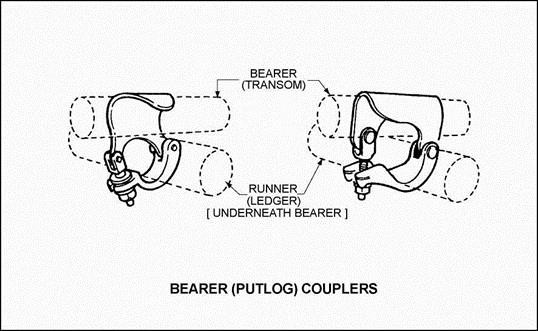 BEARER
(TRANSOM)
RUNNER
(LEDGER)
[ UNDERNEATH BEARER ]
BEARER (PUTLOG) COUPLERS